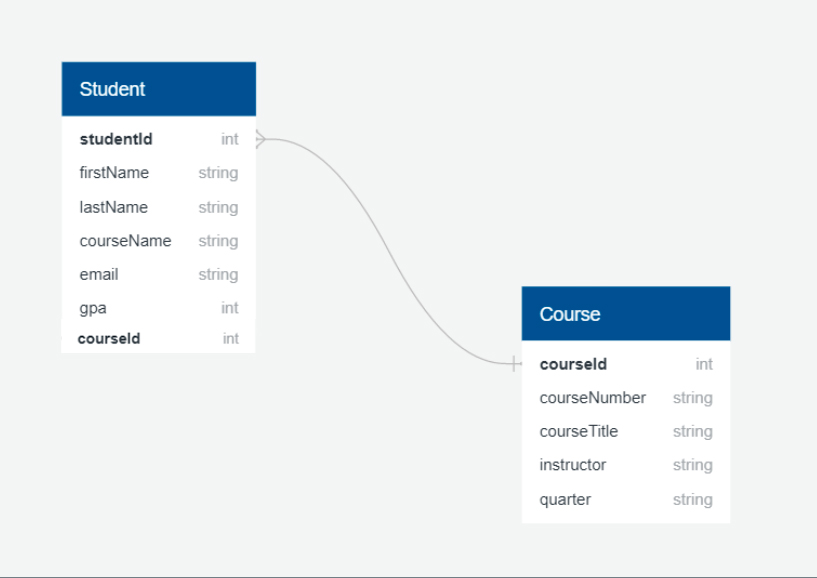 Student
studentId int
firstName string
lastName string
courseName string
email string
gpa int
courseId int
Course
courseId int
courseNumber string
courseTitle string
instructor string
quarter string